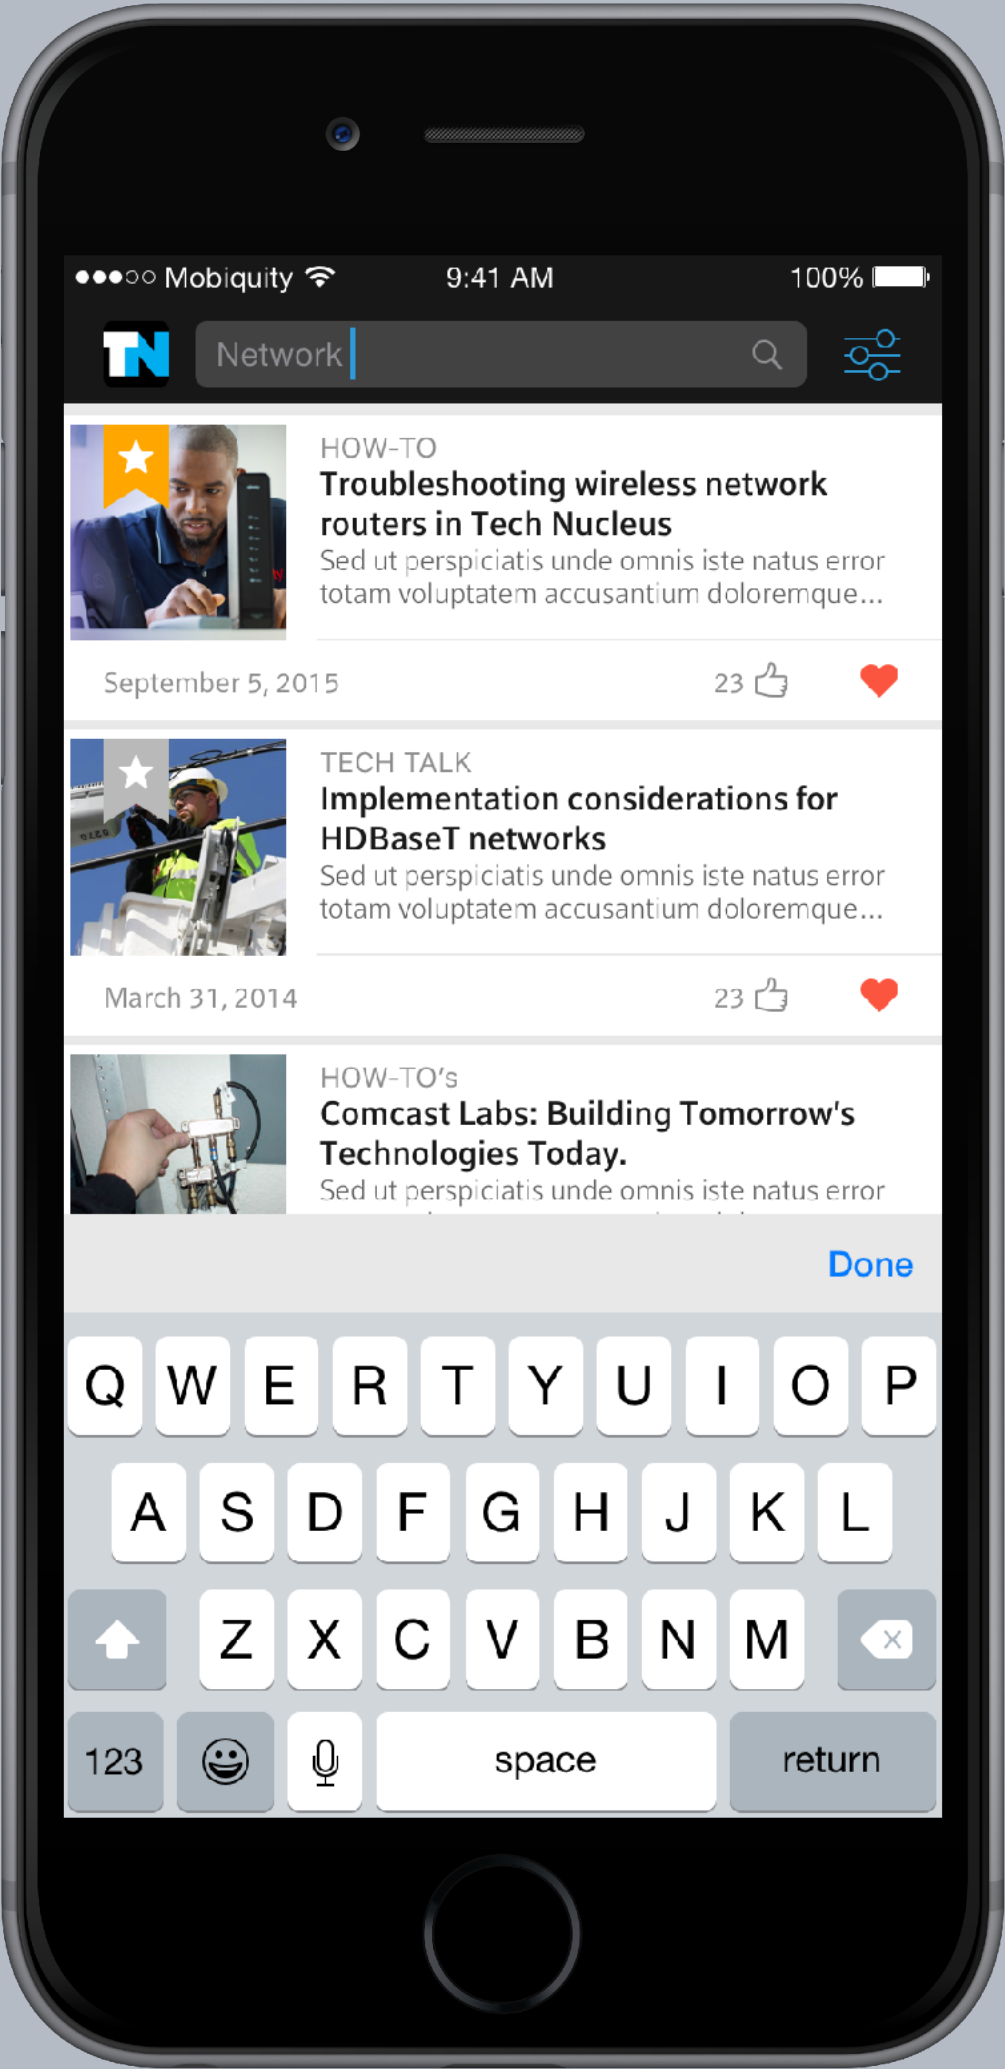 Mobiquity 9:41 AM 100%
TN Network
HOW-TO
Troubleshooting wireless network
routers in Tech Nucleus
Sed ut perspiciatis unde omnis iste natus error
totam voluptatem accusantium doloremque...
September 5, 2015 23
TECH TALK
Implementation considerations for
HDBaseT networks
Sed ut perspiciatis unde omnis iste natus error
totam voluptatem accusantium doloremque...
March 31, 2014 23
HOW-TO's
Comcast Labs: Building Tomorrow's
Technologies Today.
Sed ut perspiciatis unde omnis iste natus error
Done
Q W E R T Y U I O P
A S D F G H J K L
Z X C V B N M
123 space return